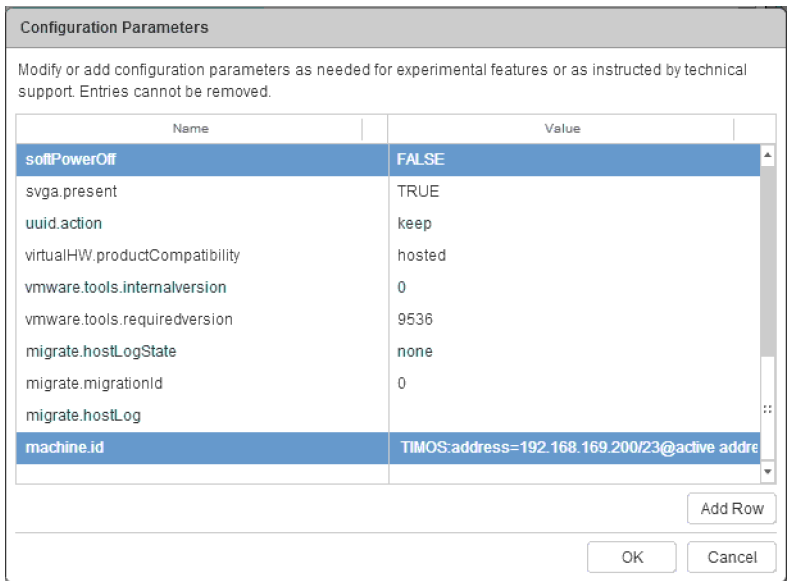 Configuration Parameters
Modify or add configuration parameters as needed for experimental features or as instructed by technical
support. Entries cannot be removed.
Name Value
softPowerOff FALSE
svga.present TRUE
uuid.action keep
virtualHW.productCompatibility hosted
vmware.tools.internalversion 0
vmware.tools.requiredversion 9536
migrate.hostLogState none
migrate.migrationId 0
migrate.hostLog
machine.id TIMOS:address=192.168.169.200/23@active addre
Add Row
OK Cancel